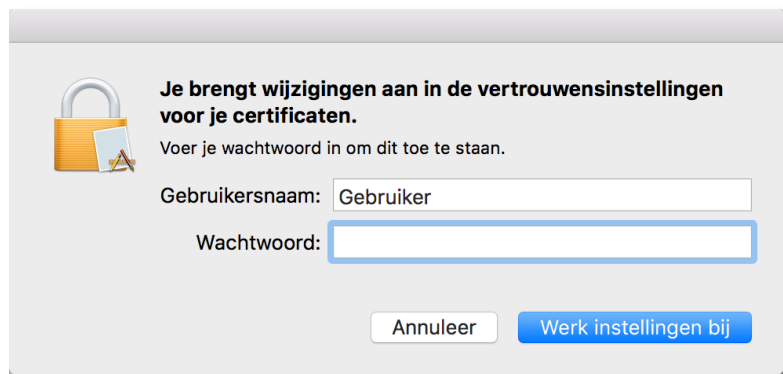 Je brengt wijzigingen aan in de vertrouwensinstellingen
voor je certificaten.
Voer je wachtwoord in om dit toe te staan.
Gebruikersnaam: Gebruiker
Wachtwoord:
Annuleer Werk instellingen bij